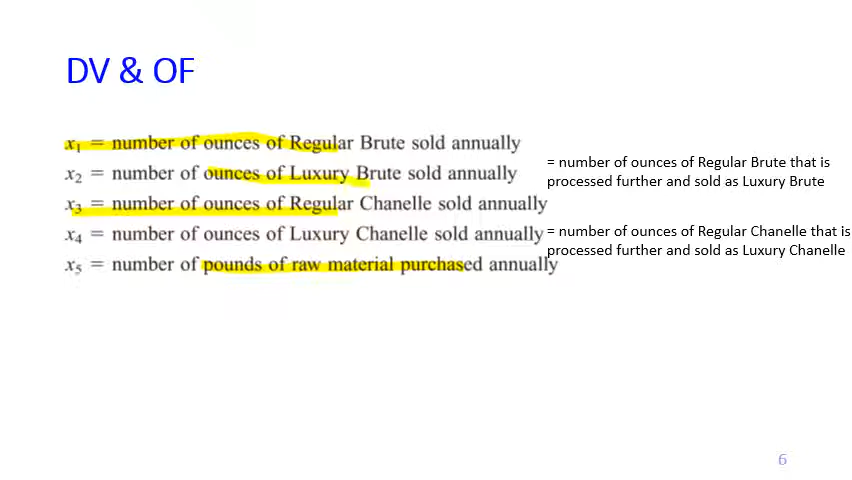 DV & OF
x₁ = number of ounces of Regular Brute sold annually
x₂ = number of ounces of Luxury Brute sold annually
= number of ounces of Regular Brute that is
processed further and sold as Luxury Brute
x₃ = number of ounces of Regular Chanelle sold annually
x₄ = number of ounces of Luxury Chanelle sold annually
= number of ounces of Regular Chanelle that is
processed further and sold as Luxury Chanelle
x₅ = number of pounds of raw material purchased annually
6